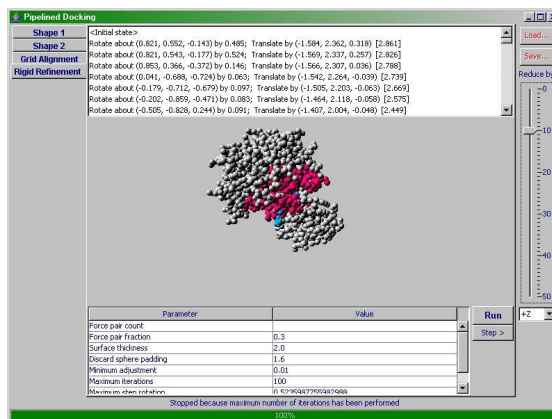 Pipelined Docking
Shape 1
Shape 2
Grid Alignment
Rigid Refinement
<Initial state>
Rotate about (0.821, 0.552, -0.143) by 0.485; Translate by (-1.584, 2.362, 0.318) [2.861]
Rotate about (0.821, 0.543, -0.177) by 0.524; Translate by (-1.569, 2.337, 0.257) [2.826]
Rotate about (0.853, 0.366, -0.372) by 0.146; Translate by (-1.566, 2.307, 0.036) [2.788]
Rotate about (0.041, -0.688, -0.724) by 0.063; Translate by (-1.542, 2.264, -0.039) [2.739]
Rotate about (-0.179, -0.712, -0.679) by 0.097; Translate by (-1.505, 2.203, -0.063) [2.669]
Rotate about (-0.202, -0.859, -0.471) by 0.083; Translate by (-1.464, 2.118, -0.058) [2.575]
Rotate about (-0.505, -0.828, 0.244) by 0.091; Translate by (-1.407, 2.004, -0.048) [2.449]
Load...
Save...
Reduce by
0
10
20
30
40
50
+Z
Parameter Value
Force pair count
Force pair fraction 0.3
Surface thickness 2.0
Discard sphere padding 1.6
Minimum adjustment 0.01
Maximum iterations 100
Maximum step rotation 0.5235987755982988
Run
Step >
Stopped because maximum number of iterations has been performed
100%